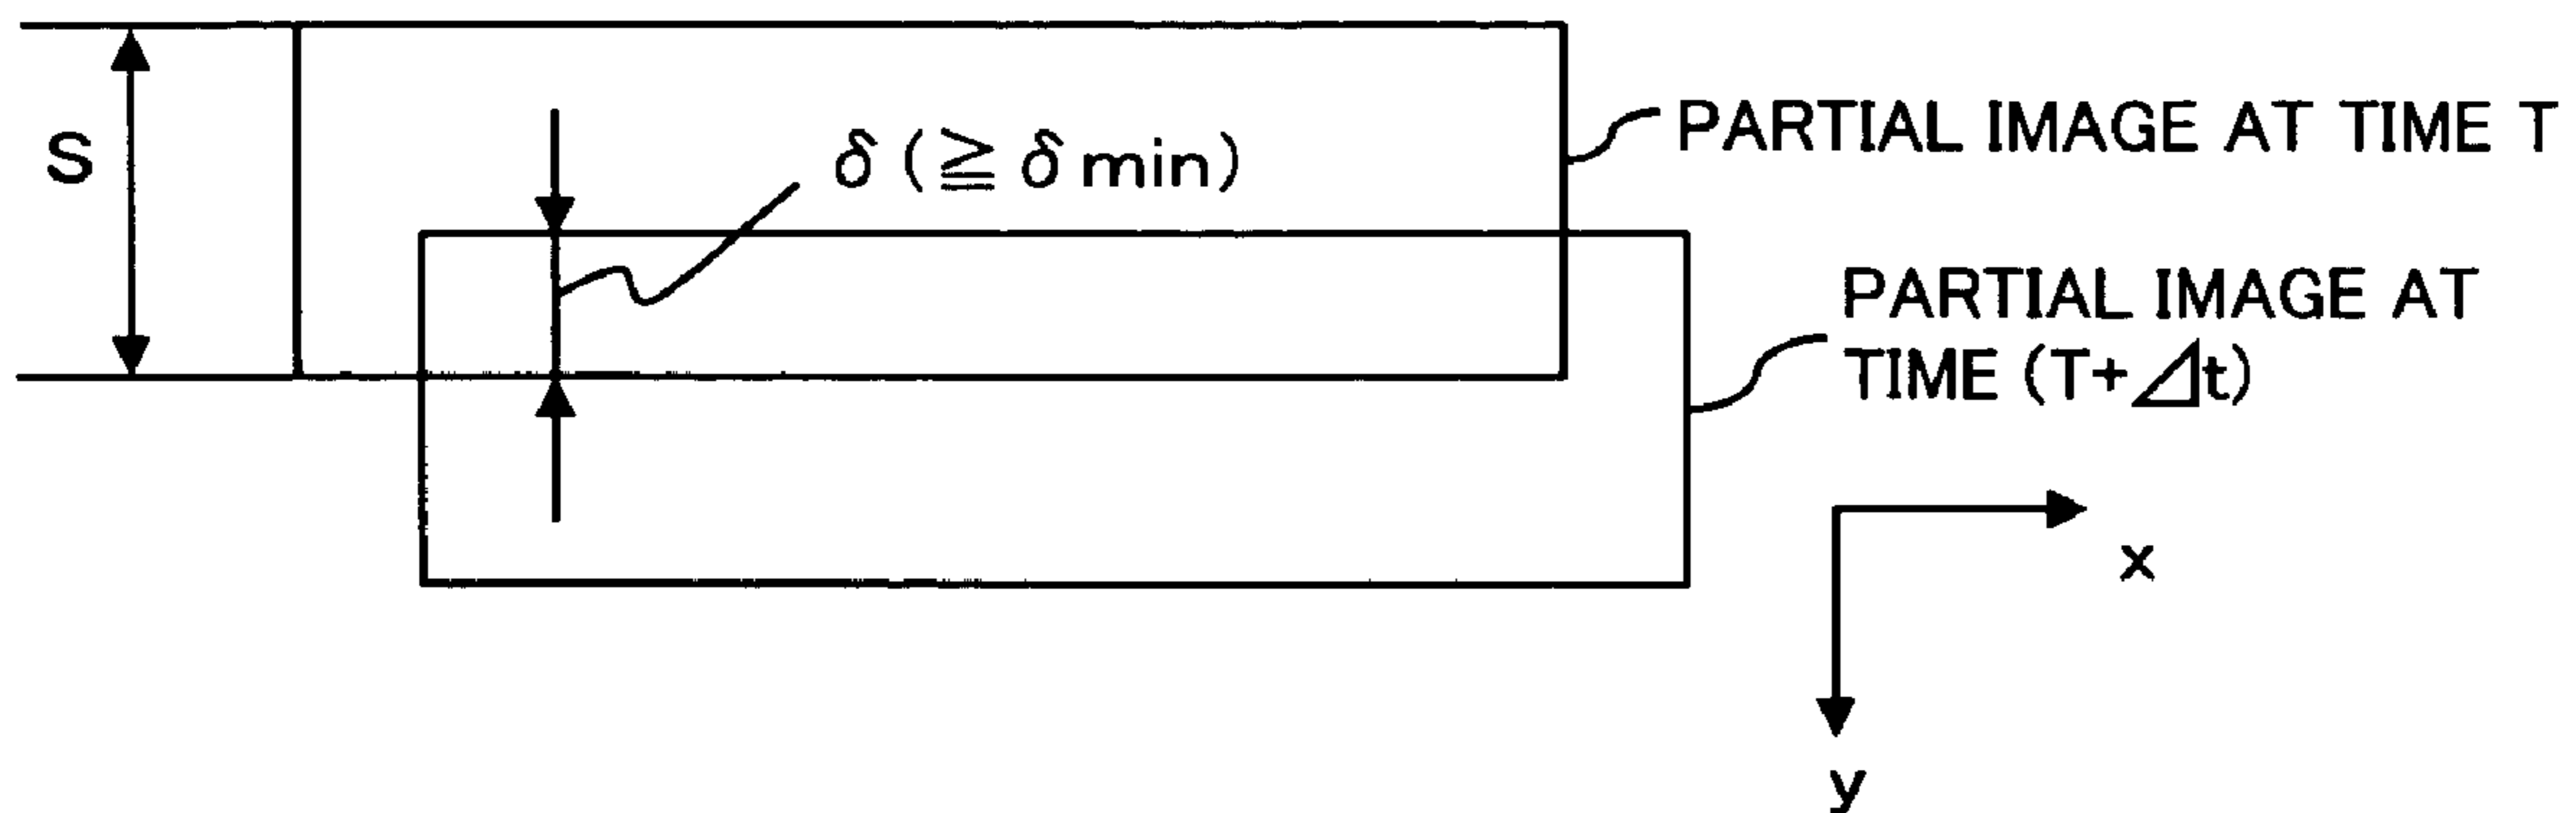 S
δ (≧ δ min)
PARTIAL IMAGE AT TIME T
PARTIAL IMAGE AT
TIME (T+⊿t)
x
y